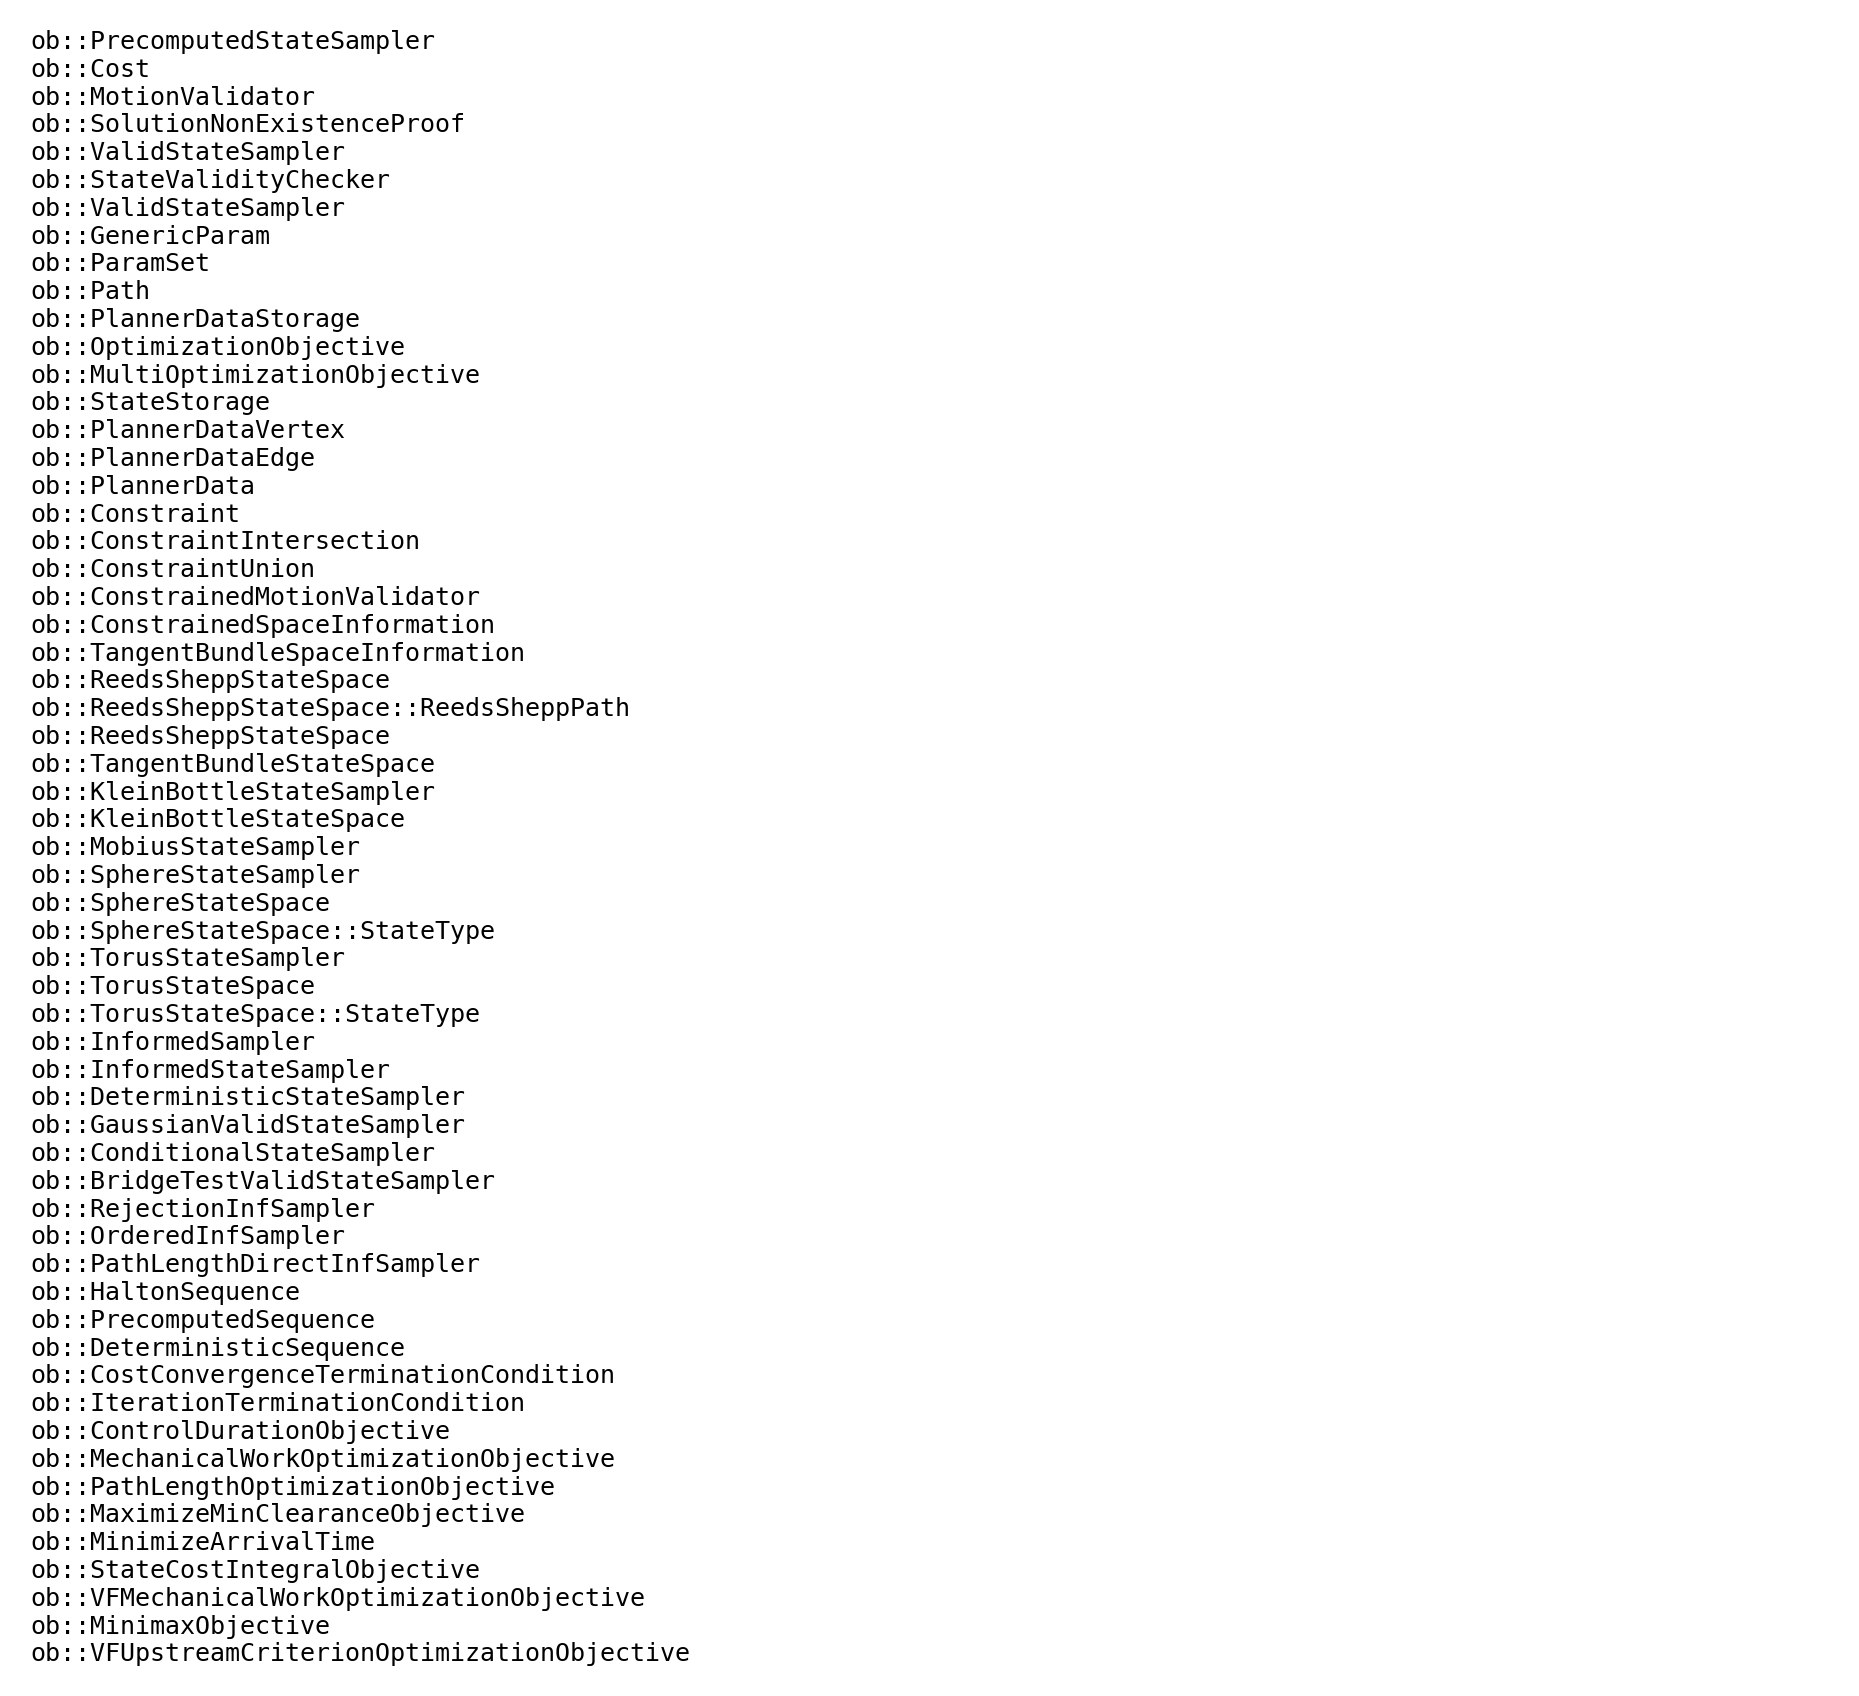 ob::PrecomputedStateSampler
ob::Cost
ob::MotionValidator
ob::SolutionNonExistenceProof
ob::ValidStateSampler
ob::StateValidityChecker
ob::ValidStateSampler
ob::GenericParam
ob::ParamSet
ob::Path
ob::PlannerDataStorage
ob::OptimizationObjective
ob::MultiOptimizationObjective
ob::StateStorage
ob::PlannerDataVertex
ob::PlannerDataEdge
ob::PlannerData
ob::Constraint
ob::ConstraintIntersection
ob::ConstraintUnion
ob::ConstrainedMotionValidator
ob::ConstrainedSpaceInformation
ob::TangentBundleSpaceInformation
ob::ReedsSheppStateSpace
ob::ReedsSheppStateSpace::ReedsSheppPath
ob::ReedsSheppStateSpace
ob::TangentBundleStateSpace
ob::KleinBottleStateSampler
ob::KleinBottleStateSpace
ob::MobiusStateSampler
ob::SphereStateSampler
ob::SphereStateSpace
ob::SphereStateSpace::StateType
ob::TorusStateSampler
ob::TorusStateSpace
ob::TorusStateSpace::StateType
ob::InformedSampler
ob::InformedStateSampler
ob::DeterministicStateSampler
ob::GaussianValidStateSampler
ob::ConditionalStateSampler
ob::BridgeTestValidStateSampler
ob::RejectionInfSampler
ob::OrderedInfSampler
ob::PathLengthDirectInfSampler
ob::HaltonSequence
ob::PrecomputedSequence
ob::DeterministicSequence
ob::CostConvergenceTerminationCondition
ob::IterationTerminationCondition
ob::ControlDurationObjective
ob::MechanicalWorkOptimizationObjective
ob::PathLengthOptimizationObjective
ob::MaximizeMinClearanceObjective
ob::MinimizeArrivalTime
ob::StateCostIntegralObjective
ob::VFMechanicalWorkOptimizationObjective
ob::MinimaxObjective
ob::VFUpstreamCriterionOptimizationObjective